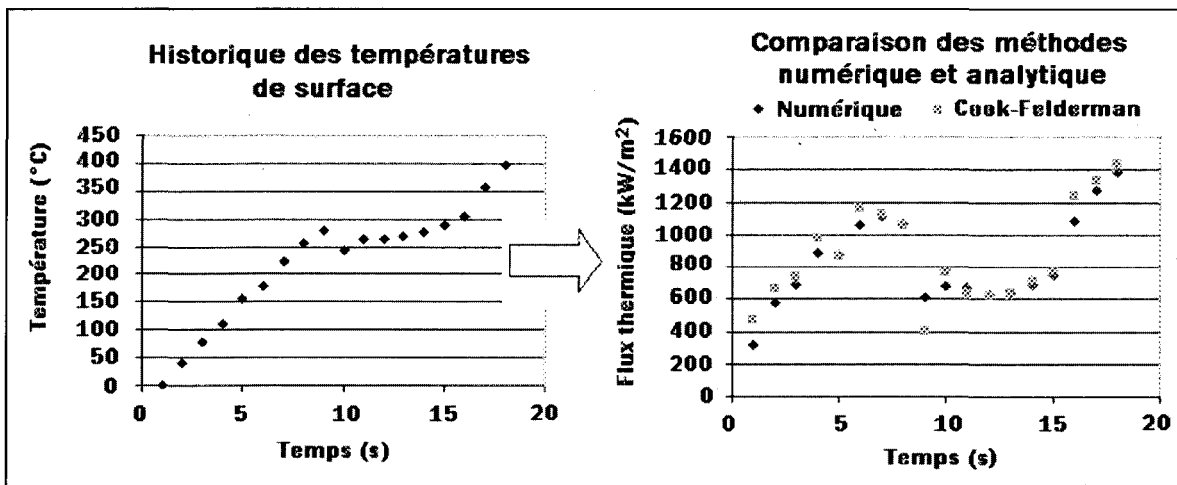 Historique des températures
de surface
Température (°C)
450
400
350
300
250
200
150
100
50
0
0 5 10 15 20
Temps (s)
Comparaison des méthodes
numérique et analytique
Numérique Cook-Felderman
Flux thermique (kW/m²)
1600
1400
1200
1000
800
600
400
200
0
0 5 10 15 20
Temps (s)